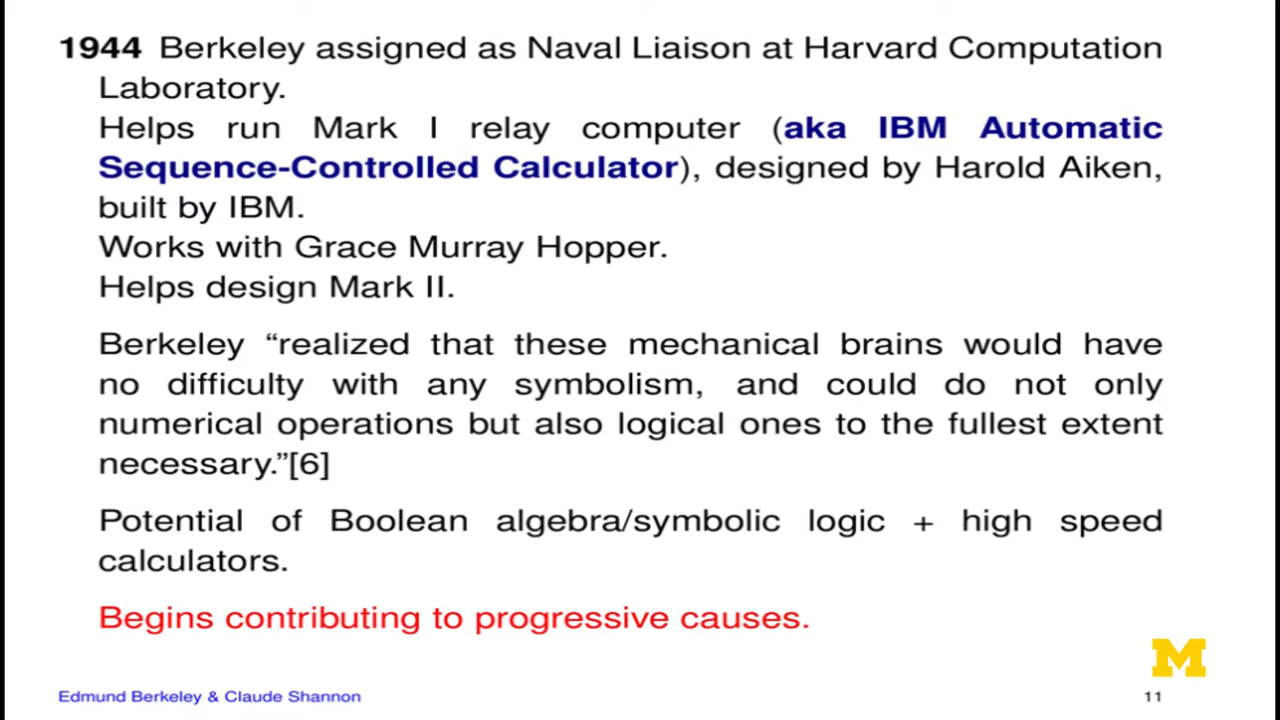 1944 Berkeley assigned as Naval Liaison at Harvard Computation
Laboratory.
Helps run Mark I relay computer (aka IBM Automatic
Sequence-Controlled Calculator), designed by Harold Aiken,
built by IBM.
Works with Grace Murray Hopper.
Helps design Mark II.
Berkeley “realized that these mechanical brains would have
no difficulty with any symbolism, and could do not only
numerical operations but also logical ones to the fullest extent
necessary.”[6]
Potential of Boolean algebra/symbolic logic + high speed
calculators.
Begins contributing to progressive causes.
M
Edmund Berkeley & Claude Shannon
11